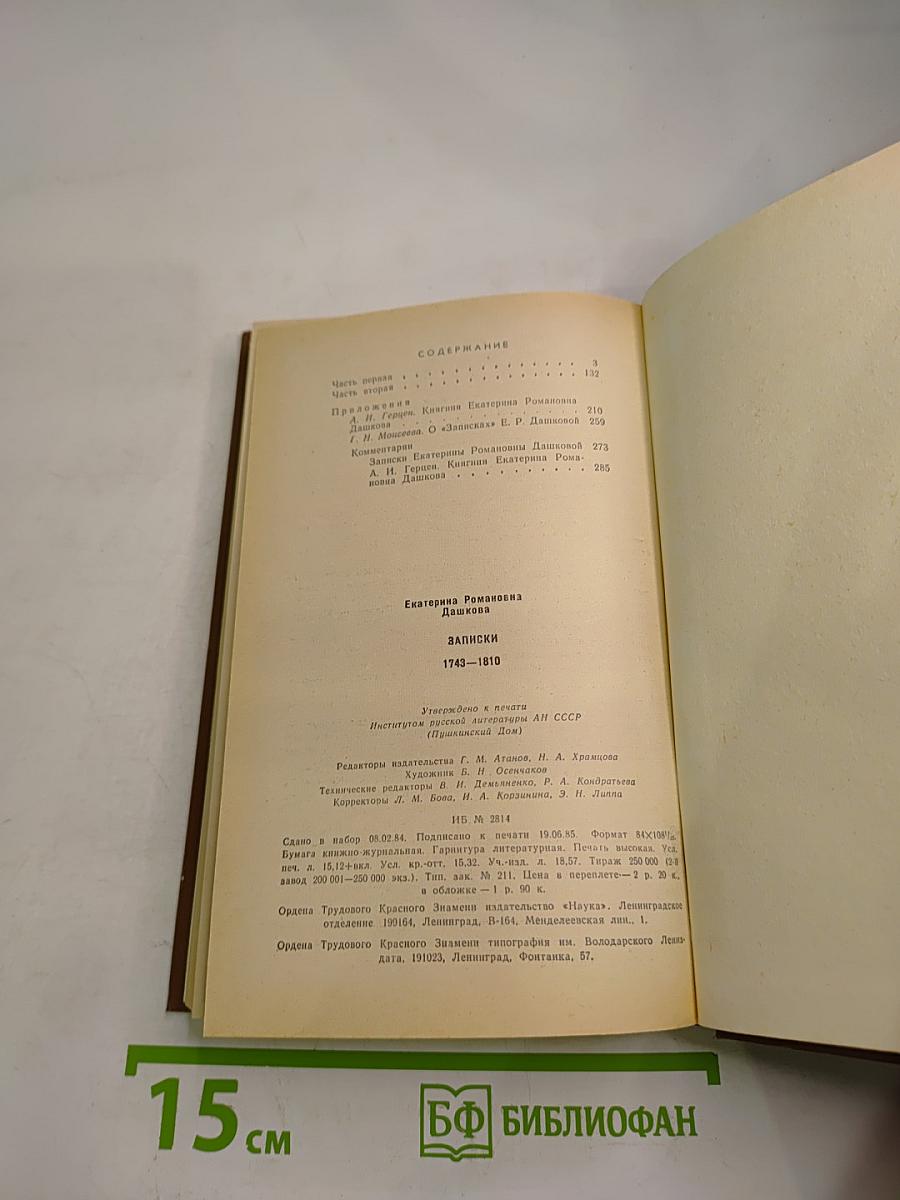 СОДЕРЖАНИЕ
Часть первая . . . . . . . . . . . . . . 3
Часть вторая . . . . . . . . . . . . . . 132
Приложения
А. И. Герцен. Княгиня Екатерина Романовна
Дашкова . . . . . . . . . . . . . . 210
Г. Н. Моисеева. О «Записках» Е. Р. Дашковой 259
Комментарии
Записки Екатерины Романовны Дашковой 273
А. И. Герцен. Княгиня Екатерина Рома-
новна Дашкова . . . . . . . . . . 285
Екатерина Романовна
Дашкова
ЗАПИСКИ
1743—1810
Утверждено к печати
Институтом русской литературы АН СССР
(Пушкинский Дом)
Редакторы издательства Г. М. Атанов, Н. А. Храмцова
Художник Б. Н. Осенчаков
Технические редакторы В. И. Демьяненко, Р. А. Кондратьева
Корректоры Л. М. Бова, И. А. Корзинина, Э. Н. Липпа
ИБ № 2814
Сдано в набор 08.02.84. Подписано к печати 19.06.85. Формат 84×108¹/₃₂.
Бумага книжно-журнальная. Гарнитура литературная. Печать высокая. Усл.
печ. л. 15,12+вкл. Усл. кр.-отт. 15,32. Уч.-изд. л. 18,57. Тираж 250 000 (2-й
завод 200 001—250 000 экз.). Тип. зак. № 211. Цена в переплете — 2 р. 20 к.,
в обложке — 1 р. 90 к.
Ордена Трудового Красного Знамени издательство «Наука». Ленинградское
отделение. 199164, Ленинград, В-164, Менделеевская лин., 1.
Ордена Трудового Красного Знамени типография им. Володарского Лениз-
дата, 191023, Ленинград, Фонтанка, 57.
15 см
БФ БИБЛИОФАН